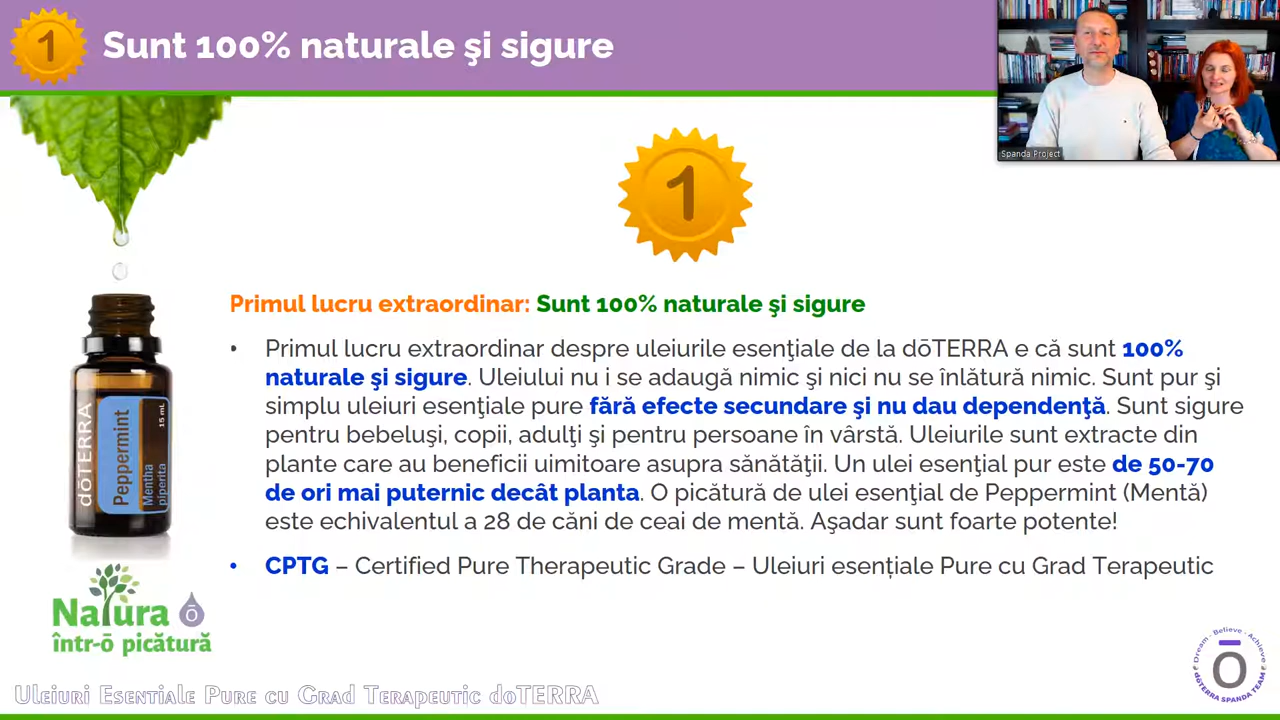 1 Sunt 100% naturale şi sigure
Spanda Project
1
Primul lucru extraordinar: Sunt 100% naturale şi sigure
• Primul lucru extraordinar despre uleiurile esenţiale de la dōTERRA e că sunt 100%
naturale şi sigure. Uleiului nu i se adaugă nimic şi nici nu se înlătură nimic. Sunt pur şi
simplu uleiuri esenţiale pure fără efecte secundare şi nu dau dependenţă. Sunt sigure
pentru bebeluşi, copii, adulţi şi pentru persoane în vârstă. Uleiurile sunt extracte din
plante care au beneficii uimitoare asupra sănătăţii. Un ulei esenţial pur este de 50-70
de ori mai puternic decât planta. O picătură de ulei esenţial de Peppermint (Mentă)
este echivalentul a 28 de căni de ceai de mentă. Aşadar sunt foarte potente!
• CPTG – Certified Pure Therapeutic Grade – Uleiuri esențiale Pure cu Grad Terapeutic
dōTERRA
Peppermint
Mentha
piperita
15 mL
Natura ō
într-ō picătură
Dream · Believe · Achieve
ō
dōTERRA SPANDA TEAM
Uleiuri Esentiale Pure cu Grad Terapeutic doTERRA